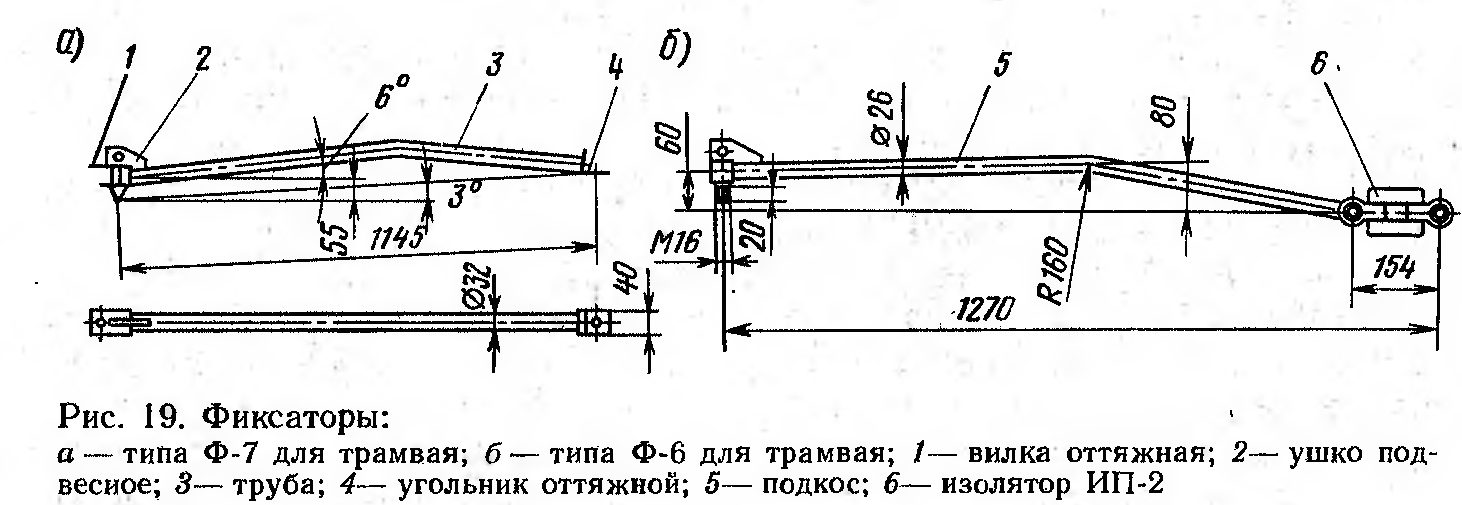 а) 1 2 3 4 б) 5 6
6°
Ø26
80
60
3°
55
1145
М16
20
R160
154
Ø32
40
1270
Рис. 19. Фиксаторы:
а — типа Ф-7 для трамвая; б — типа Ф-6 для трамвая; 1 — вилка оттяжная; 2 — ушко под-
весное; 3 — труба; 4 — угольник оттяжной; 5 — подкос; 6 — изолятор ИП-2